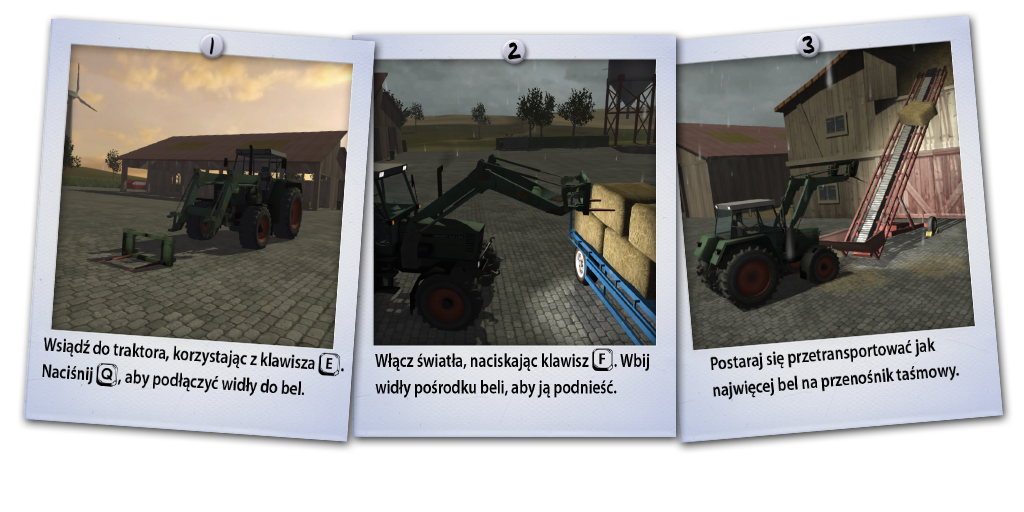 1
Wsiądź do traktora, korzystając z klawisza E.
Naciśnij Q, aby podłączyć widły do bel.
2
Włącz światła, naciskając klawisz F. Wbij
widły pośrodku beli, aby ją podnieść.
3
Postaraj się przetransportować jak
najwięcej bel na przenośnik taśmowy.